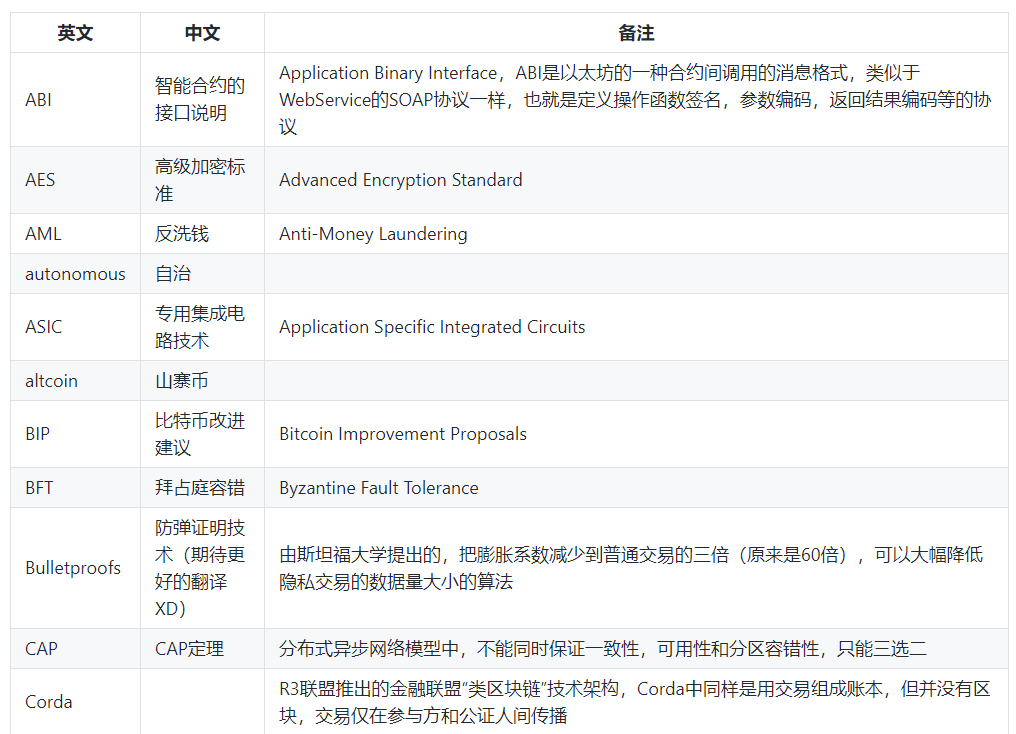 英文 中文 备注
ABI 智能合约的接口说明 Application Binary Interface，ABI是以太坊的一种合约间调用的消息格式，类似于WebService的SOAP协议一样，也就是定义操作函数签名，参数编码，返回结果编码等的协议
AES 高级加密标准 Advanced Encryption Standard
AML 反洗钱 Anti-Money Laundering
autonomous 自治
ASIC 专用集成电路技术 Application Specific Integrated Circuits
altcoin 山寨币
BIP 比特币改进建议 Bitcoin Improvement Proposals
BFT 拜占庭容错 Byzantine Fault Tolerance
Bulletproofs 防弹证明技术（期待更好的翻译XD） 由斯坦福大学提出的，把膨胀系数减少到普通交易的三倍（原来是60倍），可以大幅降低隐私交易的数据量大小的算法
CAP CAP定理 分布式异步网络模型中，不能同时保证一致性，可用性和分区容错性，只能三选二
Corda R3联盟推出的金融联盟“类区块链”技术架构，Corda中同样是用交易组成账本，但并没有区块，交易仅在参与方和公证人间传播